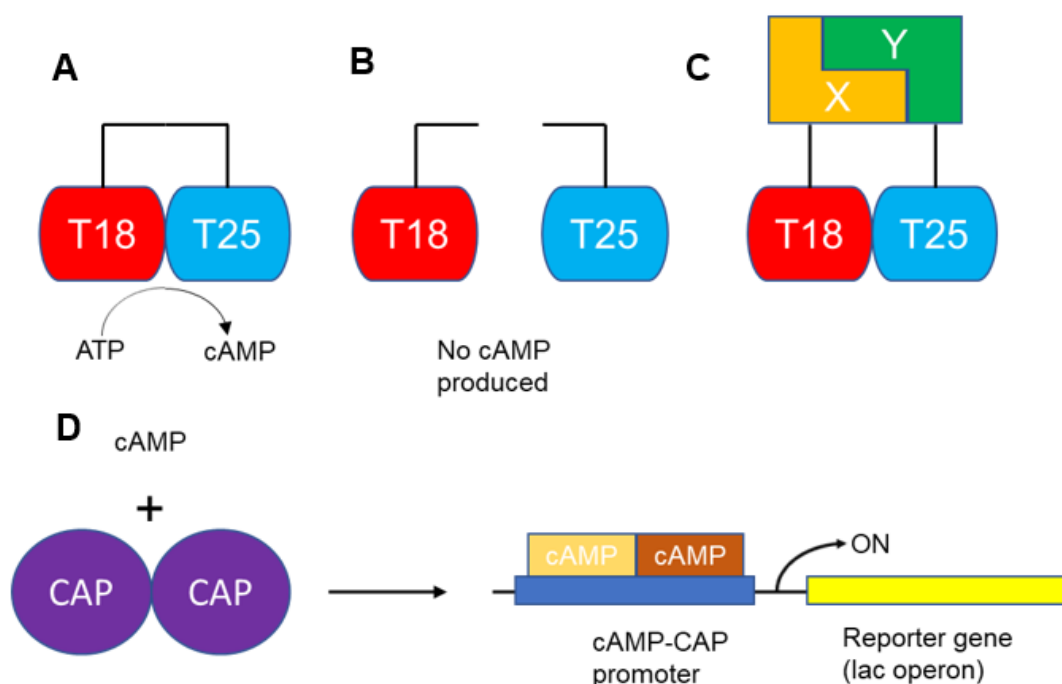 A
T18
T25
ATP
cAMP
B
T18
T25
No cAMP
produced
C
X
Y
T18
T25
D
cAMP
+
CAP
CAP
cAMP
cAMP
ON
cAMP-CAP
promoter
Reporter gene
(lac operon)